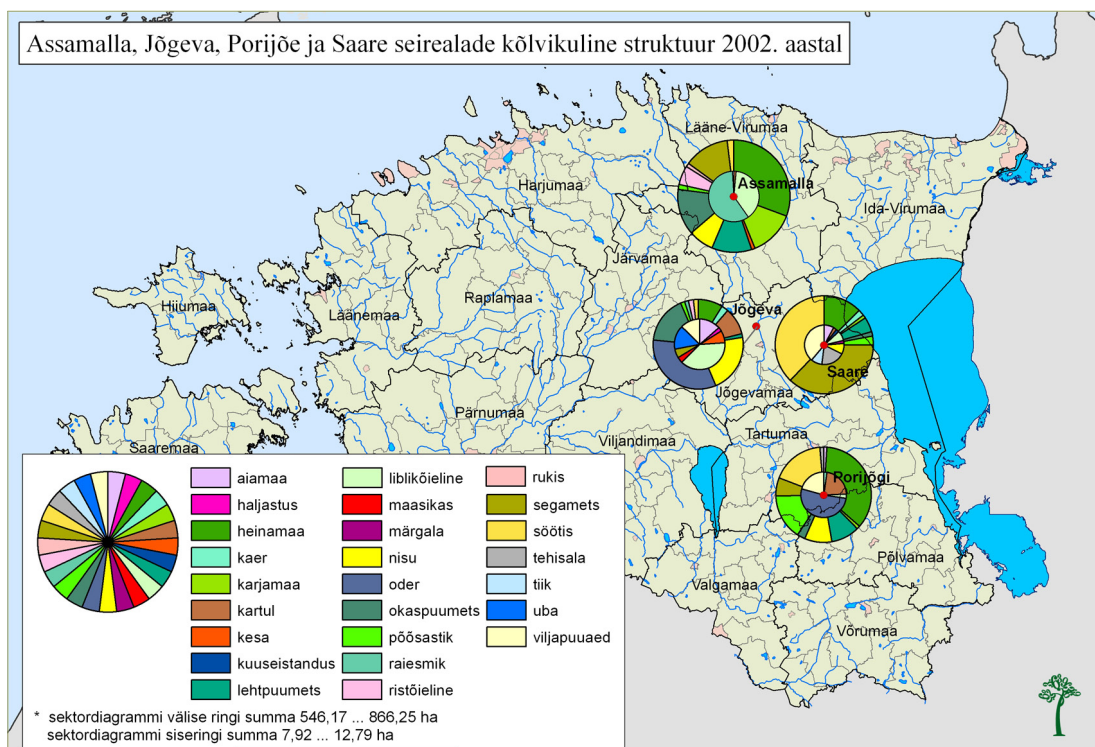 Assamalla, Jõgeva, Porijõe ja Saare seirealade kõlvikuline struktuur 2002. aastal
Lääne-Virumaa
Assamalla
Harjumaa
Ida-Virumaa
Järvamaa
Raplamaa
Hiiumaa
Läänemaa
Jõgeva
Saare
Jõgevamaa
Pärnumaa
Viljandimaa
Tartumaa
Saaremaa
Porijõgi
Põlvamaa
Valgamaa
Võrumaa
aiamaa
haljastus
heinamaa
kaer
karjamaa
kartul
kesa
kuuseistandus
lehtpuumets
liblikõieline
maasikas
märgala
nisu
oder
okaspuumets
põõsastik
raiesmik
ristõieline
rukis
segamets
söötis
tehisala
tiik
uba
viljapuuaed
* sektordiagrammi välise ringi summa 546,17 ... 866,25 ha
sektordiagrammi siseringi summa 7,92 ... 12,79 ha